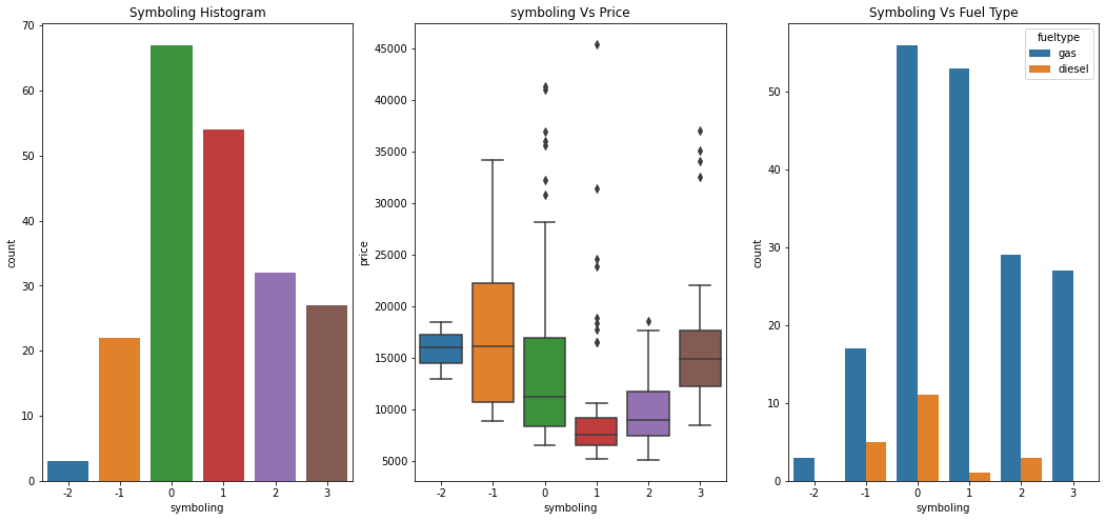 Symboling Histogram
70
60
50
40
30
20
10
0
count
-2 -1 0 1 2 3
symboling
symboling Vs Price
45000
40000
35000
30000
25000
20000
15000
10000
5000
price
-2 -1 0 1 2 3
symboling
Symboling Vs Fuel Type
fueltype
gas
diesel
50
40
30
20
10
0
count
-2 -1 0 1 2 3
symboling